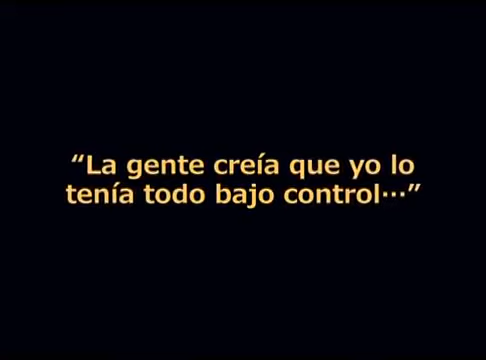 “La gente creía que yo lo
tenía todo bajo control…”